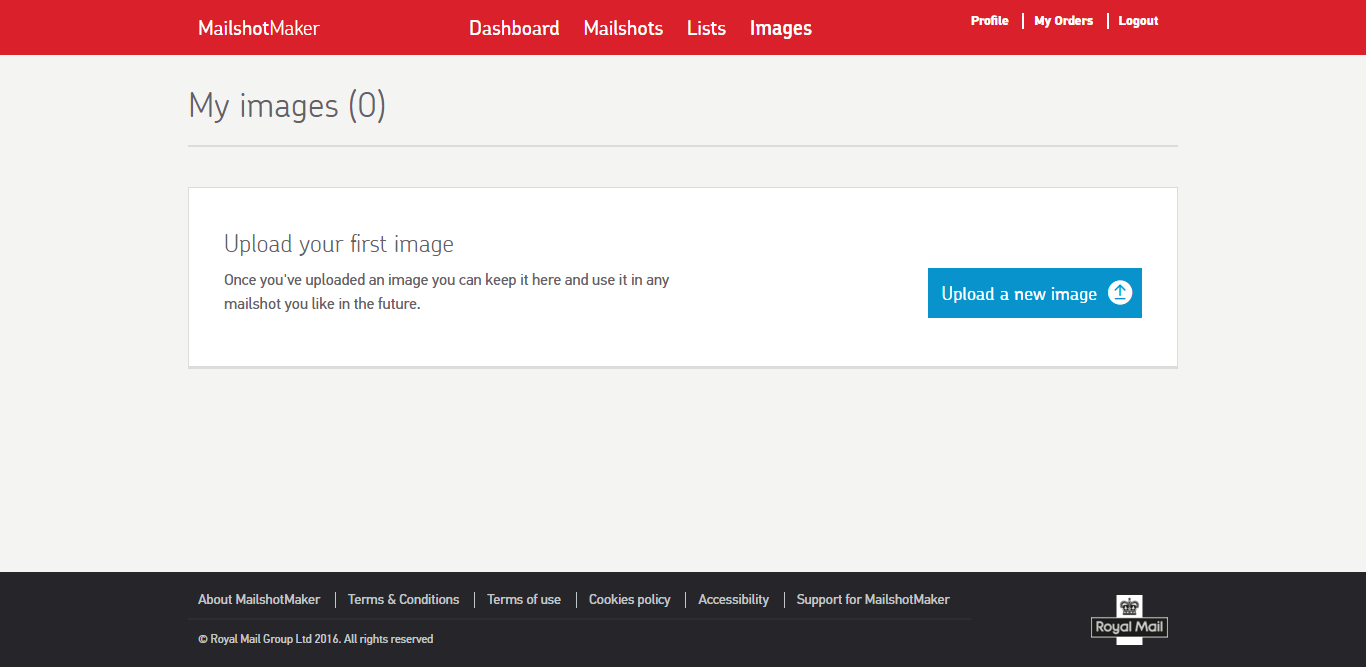 MailshotMaker
Dashboard Mailshots Lists Images
Profile My Orders Logout
My images (0)
Upload your first image
Once you've uploaded an image you can keep it here and use it in any
mailshot you like in the future.
Upload a new image
About MailshotMaker Terms & Conditions Terms of use Cookies policy Accessibility Support for MailshotMaker
© Royal Mail Group Ltd 2016. All rights reserved
Royal Mail